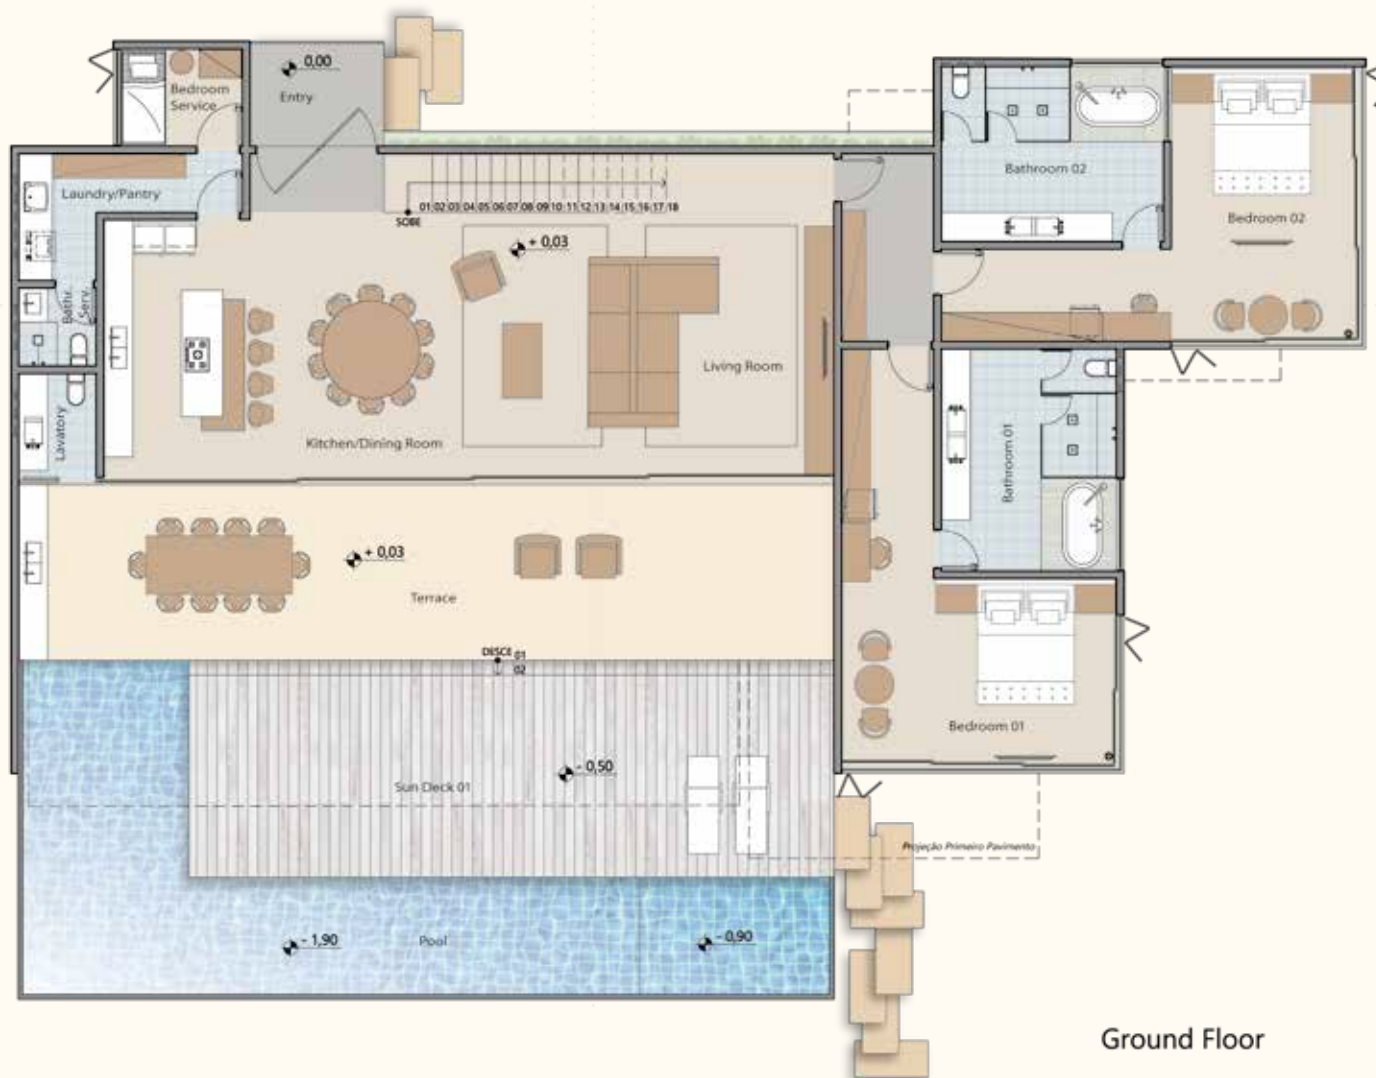 0,00
Entry
Bedroom
Service
Laundry/Pantry
Bathroom 02
Bedroom 02
01 02 03 04 05 06 07 08 09 10 11 12 13 14 15 16 17 18
SOBE
+ 0,03
Bathr.
Serv.
Living Room
Lavatory
Kitchen/Dining Room
Bathroom 01
+ 0,03
Terrace
DESCE 01
02
Bedroom 01
- 0,50
Sun Deck 01
Projeção Primeiro Pavimento
- 1,90
Pool
- 0,90
Ground Floor